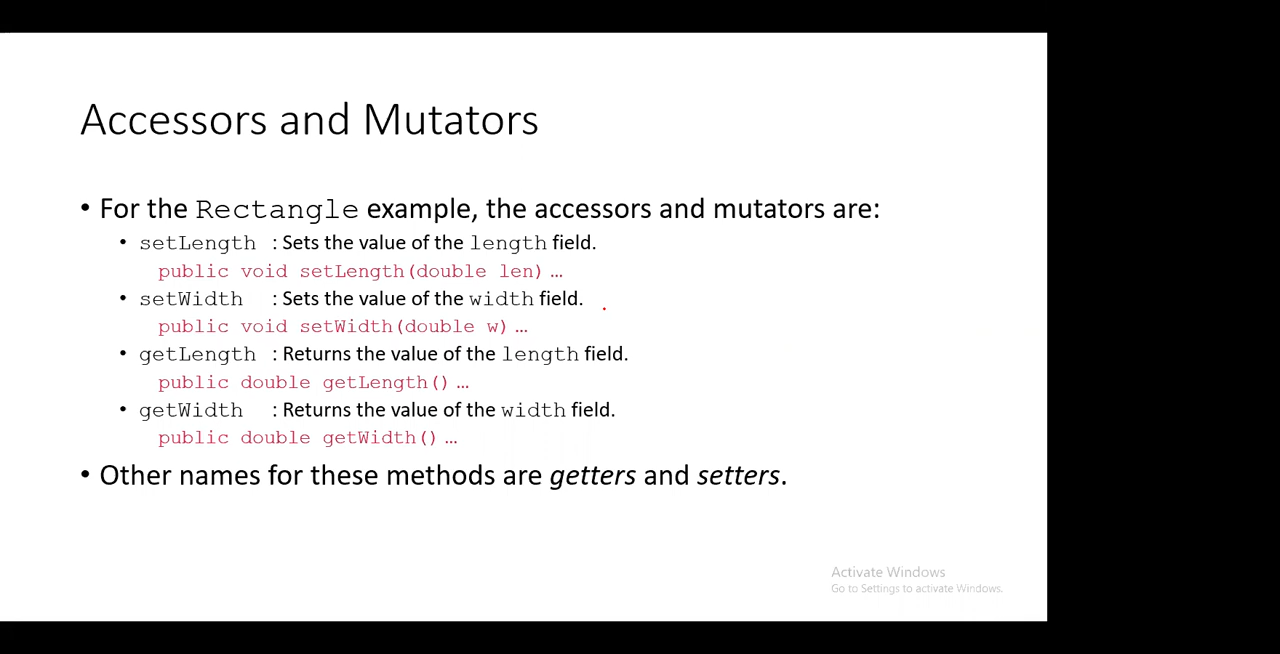 Accessors and Mutators
• For the Rectangle example, the accessors and mutators are:
• setLength : Sets the value of the length field.
public void setLength(double len) …
• setWidth : Sets the value of the width field.
public void setWidth(double w) …
• getLength : Returns the value of the length field.
public double getLength() …
• getWidth : Returns the value of the width field.
public double getWidth() …
• Other names for these methods are getters and setters.
Activate Windows
Go to Settings to activate Windows.